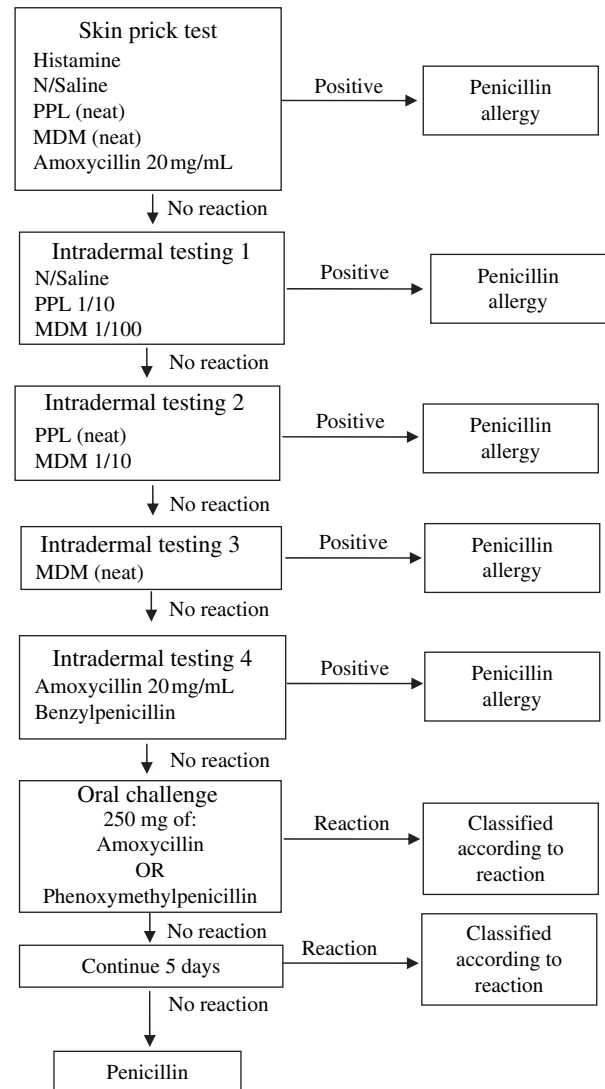 Skin prick test
Histamine
N/Saline
PPL (neat)
MDM (neat)
Amoxycillin 20 mg/mL
Positive
Penicillin
allergy
No reaction
Intradermal testing 1
N/Saline
PPL 1/10
MDM 1/100
Positive
Penicillin
allergy
No reaction
Intradermal testing 2
PPL (neat)
MDM 1/10
Positive
Penicillin
allergy
No reaction
Intradermal testing 3
MDM (neat)
Positive
Penicillin
allergy
No reaction
Intradermal testing 4
Amoxycillin 20 mg/mL
Benzylpenicillin
Positive
Penicillin
allergy
No reaction
Oral challenge
250 mg of:
Amoxycillin
OR
Phenoxymethylpenicillin
Reaction
Classified
according to
reaction
No reaction
Continue 5 days
Reaction
Classified
according to
reaction
No reaction
Penicillin